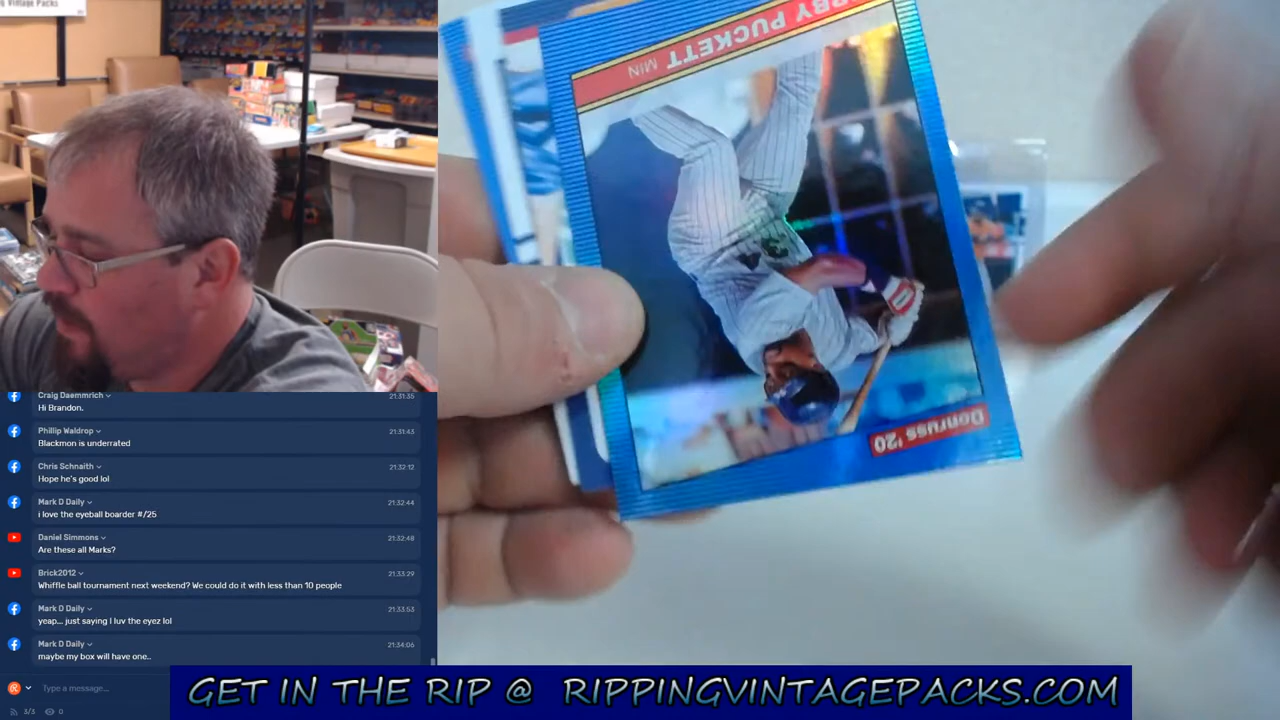 g Vintage Packs
RBY PUCKETT MIN
Donruss '20
Craig Daemmrich
21:31:35
Hi Brandon.
Phillip Waldrop
21:31:43
Blackmon is underrated
Chris Schnaith
21:32:12
Hope he's good lol
Mark D Daily
21:32:44
i love the eyeball boarder #/25
Daniel Simmons
21:32:48
Are these all Marks?
Brick2012
21:33:29
Whiffle ball tournament next weekend? We could do it with less than 10 people
Mark D Daily
21:33:53
yeap... just saying I luv the eyez lol
Mark D Daily
21:34:06
maybe my box will have one..
Type a message...
3/3 0
GET IN THE RIP @ RIPPINGVINTAGEPACKS.COM